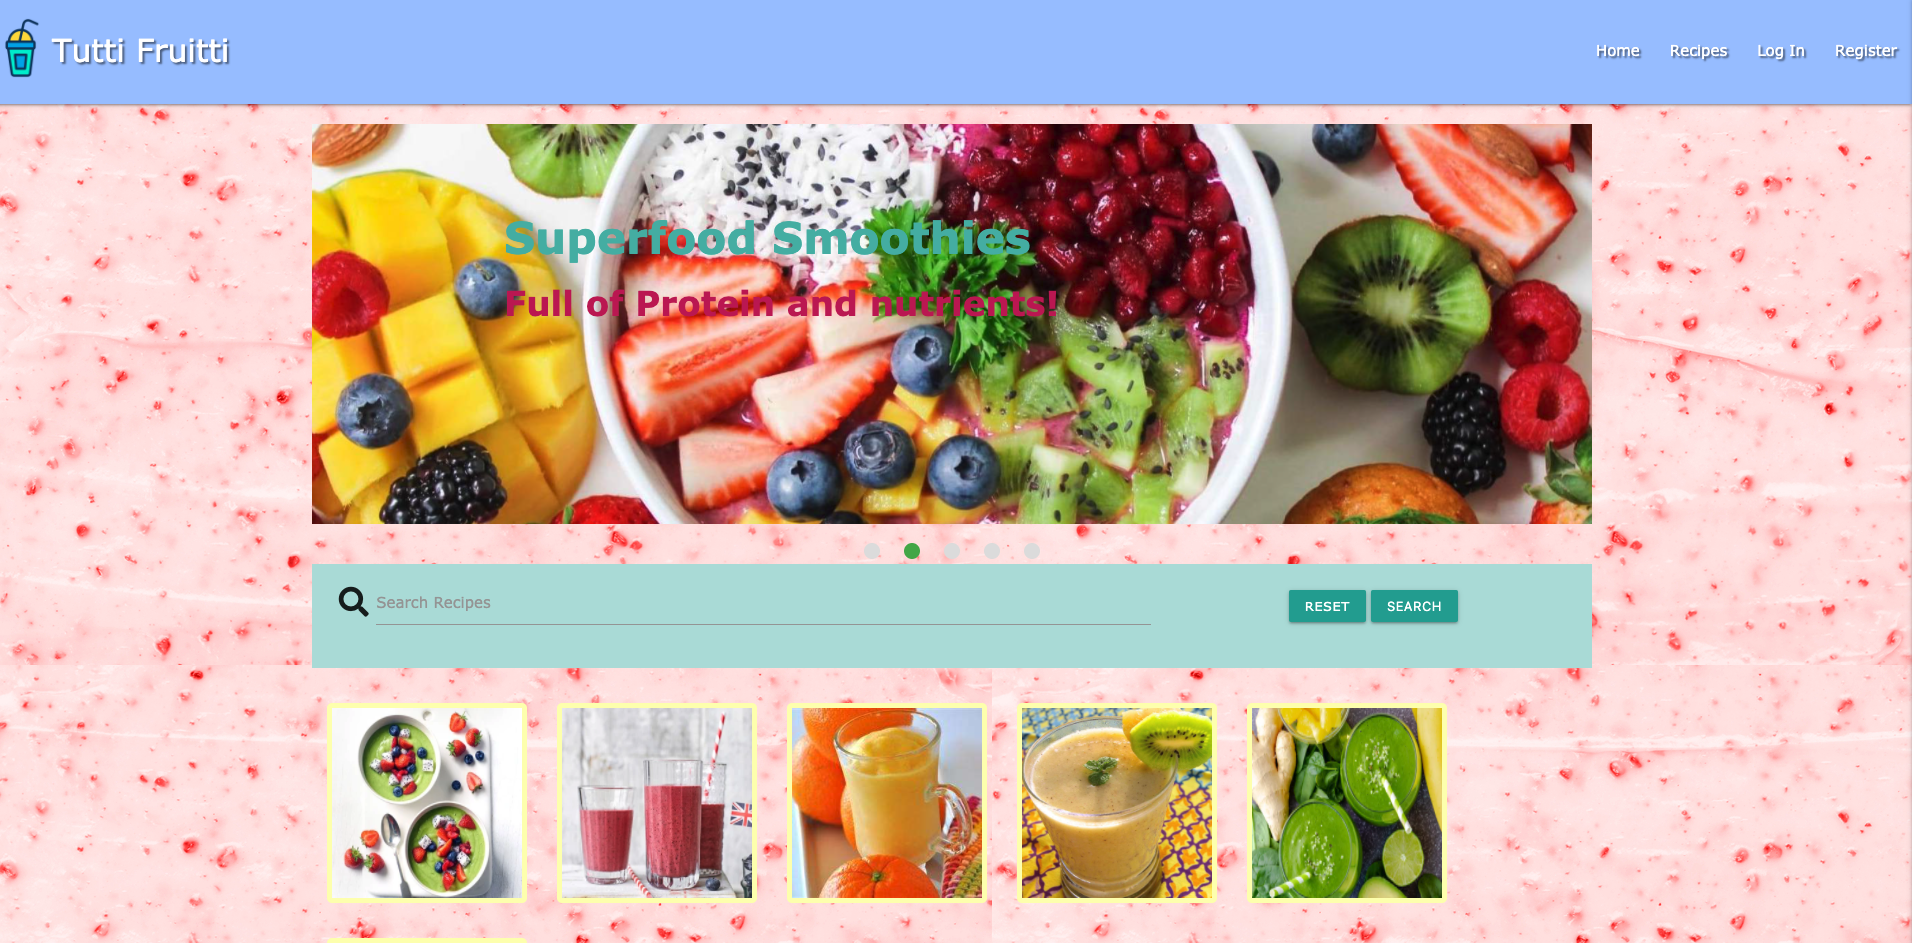 Tutti Fruitti
Home
Recipes
Log In
Register
Superfood Smoothies
Full of Protein and nutrients!
Search Recipes
RESET
SEARCH